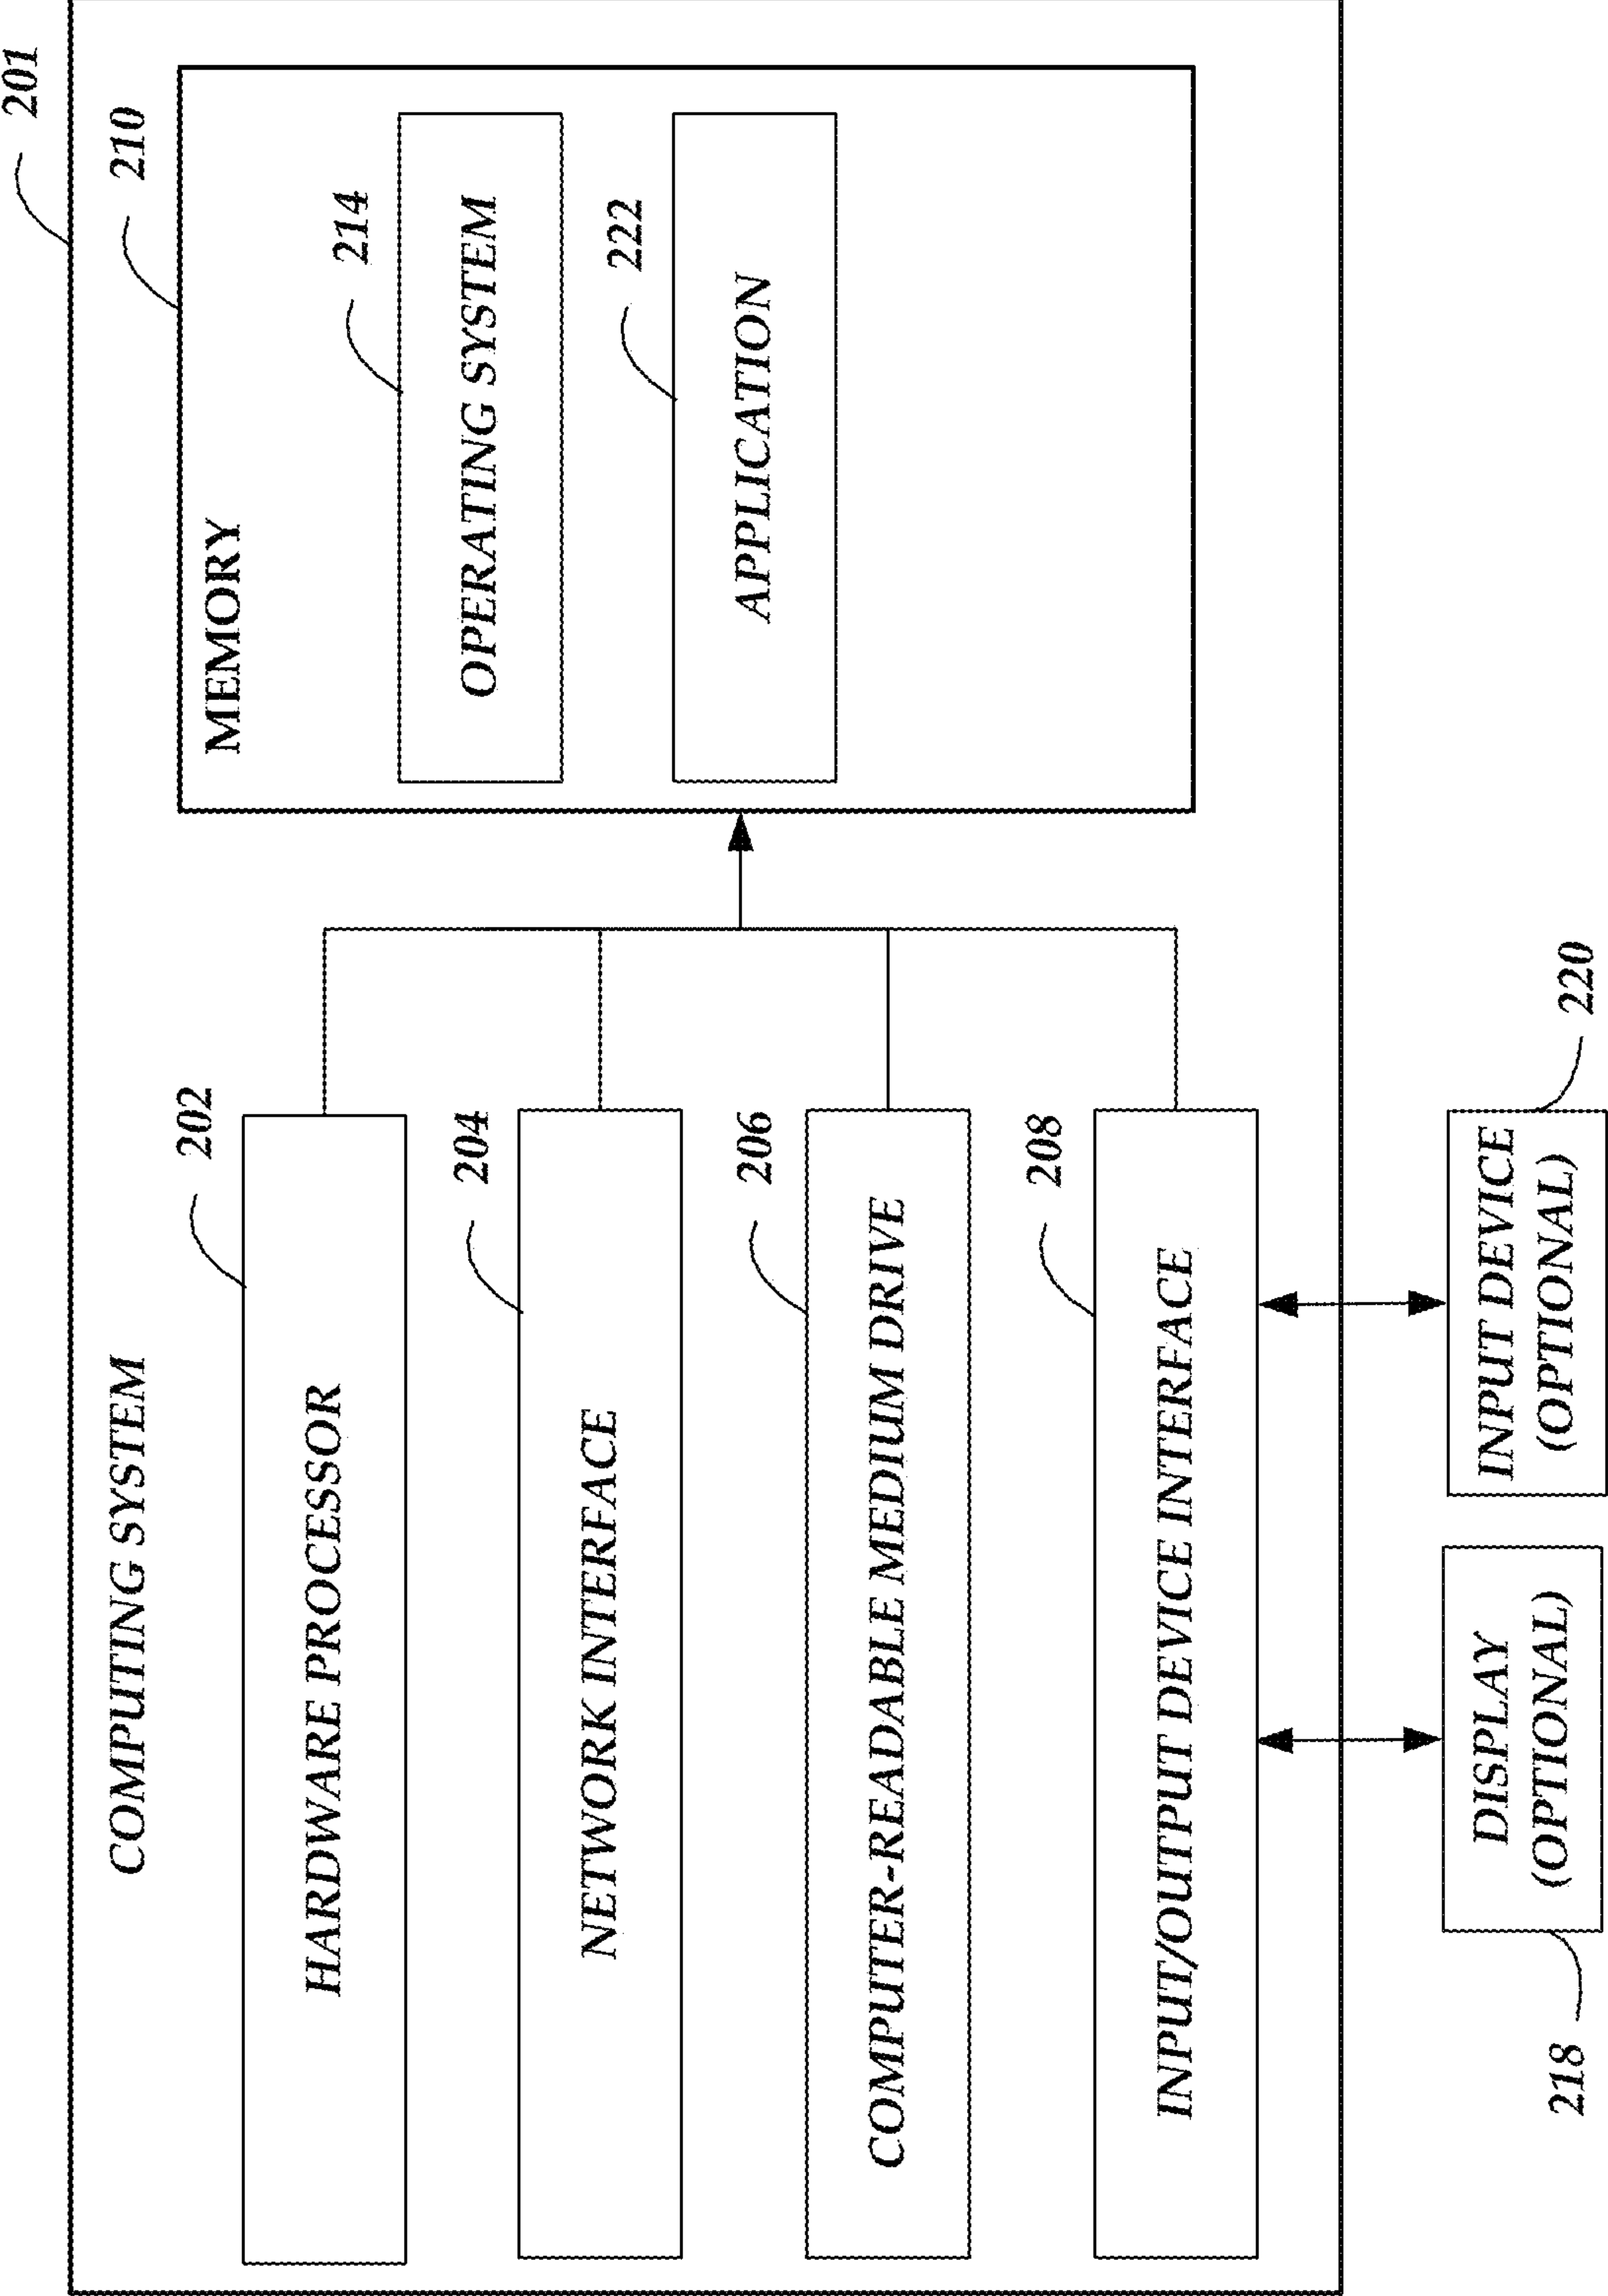 201
COMPUTING SYSTEM
210
202
HARDWARE PROCESSOR
MEMORY
204
NETWORK INTERFACE
214
OPERATING SYSTEM
206
COMPUTER-READABLE MEDIUM DRIVE
222
APPLICATION
208
INPUT/OUTPUT DEVICE INTERFACE
218
DISPLAY
(OPTIONAL)
INPUT DEVICE
(OPTIONAL)
220